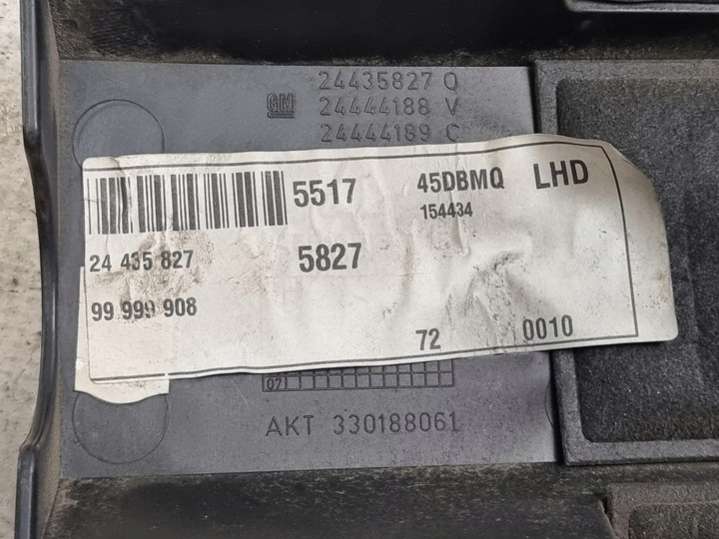 24435827 Q
GM 24444188 V
24444189 C
5517 45DBMQ LHD
154434
24 435 827 5827
99 999 908
72 0010
07
AKT 330188061